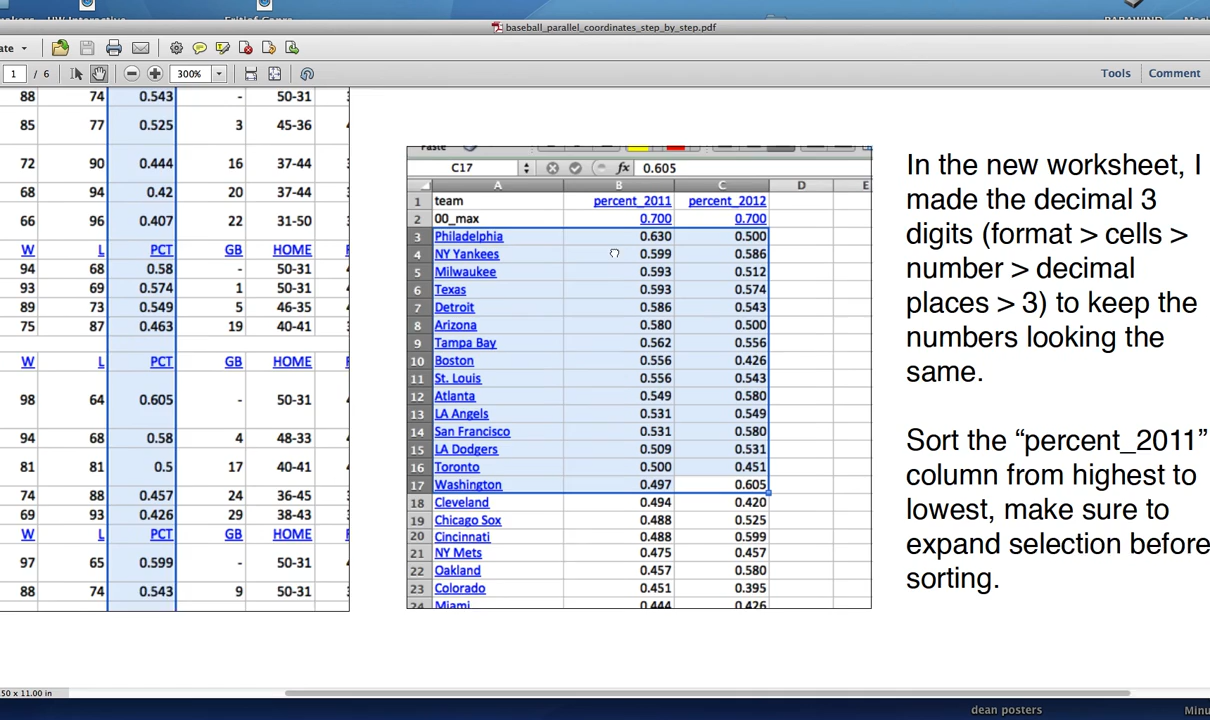 UW Interactive
baseball_parallel_coordinates_step_by_step.pdf
ate
1 / 6 300% Tools Comment
88 74 0.543 - 50-31
85 77 0.525 3 45-36
72 90 0.444 16 37-44
68 94 0.42 20 37-44
66 96 0.407 22 31-50
W L PCT GB HOME
94 68 0.58 - 50-31
93 69 0.574 1 50-31
89 73 0.549 5 46-35
75 87 0.463 19 40-41
W L PCT GB HOME
98 64 0.605 - 50-31
94 68 0.58 4 48-33
81 81 0.5 17 40-41
74 88 0.457 24 36-45
69 93 0.426 29 38-43
W L PCT GB HOME
97 65 0.599 - 50-31
88 74 0.543 9 50-31
Paste
C17 fx 0.605
A B C D E
1 team percent_2011 percent_2012
2 00_max 0.700 0.700
3 Philadelphia 0.630 0.500
4 NY Yankees 0.599 0.586
5 Milwaukee 0.593 0.512
6 Texas 0.593 0.574
7 Detroit 0.586 0.543
8 Arizona 0.580 0.500
9 Tampa Bay 0.562 0.556
10 Boston 0.556 0.426
11 St. Louis 0.556 0.543
12 Atlanta 0.549 0.580
13 LA Angels 0.531 0.549
14 San Francisco 0.531 0.580
15 LA Dodgers 0.509 0.531
16 Toronto 0.500 0.451
17 Washington 0.497 0.605
18 Cleveland 0.494 0.420
19 Chicago Sox 0.488 0.525
20 Cincinnati 0.488 0.599
21 NY Mets 0.475 0.457
22 Oakland 0.457 0.580
23 Colorado 0.451 0.395
24 Miami 0.444 0.426
In the new worksheet, I
made the decimal 3
digits (format > cells >
number > decimal
places > 3) to keep the
numbers looking the
same.
Sort the “percent_2011”
column from highest to
lowest, make sure to
expand selection before
sorting.
50 x 11.00 in
dean posters
Minu